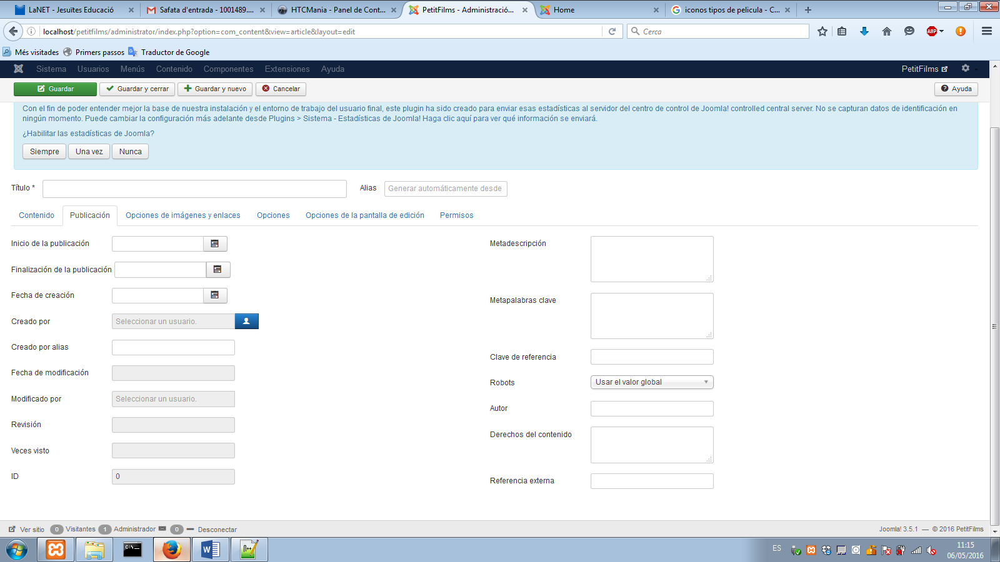 LaNET - Jesuïtes Educació
Safata d'entrada - 1001489....
HTCMania - Panel de Cont...
PetitFilms - Administració...
Home
iconos tipos de pelicula - C...
localhost/petitfilms/administrator/index.php?option=com_content&view=article&layout=edit
Cerca
ABP
Més visitades
Primers passos
Traductor de Google
Sistema Usuarios Menús Contenido Componentes Extensiones Ayuda
PetitFilms
Guardar
Guardar y cerrar
Guardar y nuevo
Cancelar
Ayuda
Con el fin de poder entender mejor la base de nuestra instalación y el entorno de trabajo del usuario final, este plugin ha sido creado para enviar esas estadísticas al servidor del centro de control de Joomla! controlled central server. No se capturan datos de identificación en
ningún momento. Puede cambiar la configuración más adelante desde Plugins > Sistema - Estadísticas de Joomla! Haga clic aquí para ver qué información se enviará.
¿Habilitar las estadísticas de Joomla?
Siempre Una vez Nunca
Título *
Alias Generar automáticamente desde
Contenido Publicación Opciones de imágenes y enlaces Opciones Opciones de la pantalla de edición Permisos
Inicio de la publicación
Finalización de la publicación
Fecha de creación
Creado por Seleccionar un usuario.
Creado por alias
Fecha de modificación
Modificado por Seleccionar un usuario.
Revisión
Veces visto
ID 0
Metadescripción
Metapalabras clave
Clave de referencia
Robots Usar el valor global
Autor
Derechos del contenido
Referencia externa
Ver sitio 0 Visitantes 1 Administrador 0 Desconectar
Joomla! 3.5.1 — © 2016 PetitFilms
ES
11:15
06/05/2016